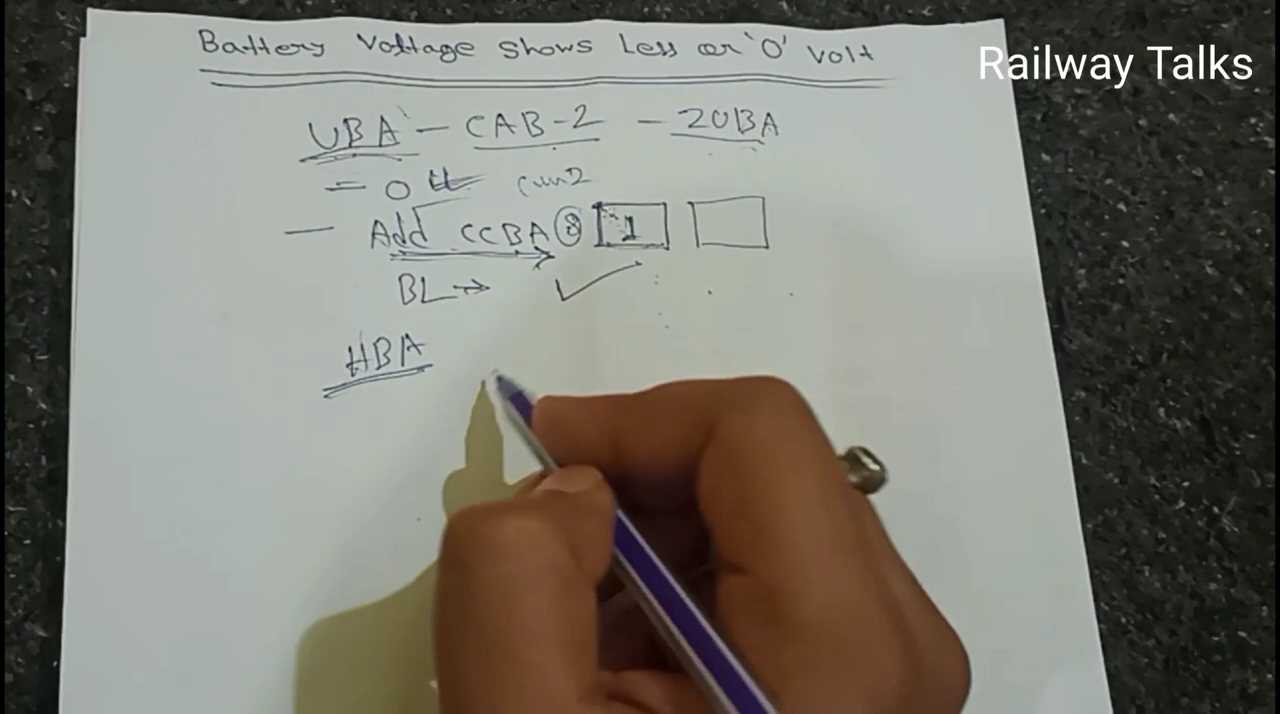 Battery Voltage shows Less or '0' Volt
Railway Talks
UBA - CAB-2 - 20BA
= 0
- Add CCBA 8 1
BL →
HBA